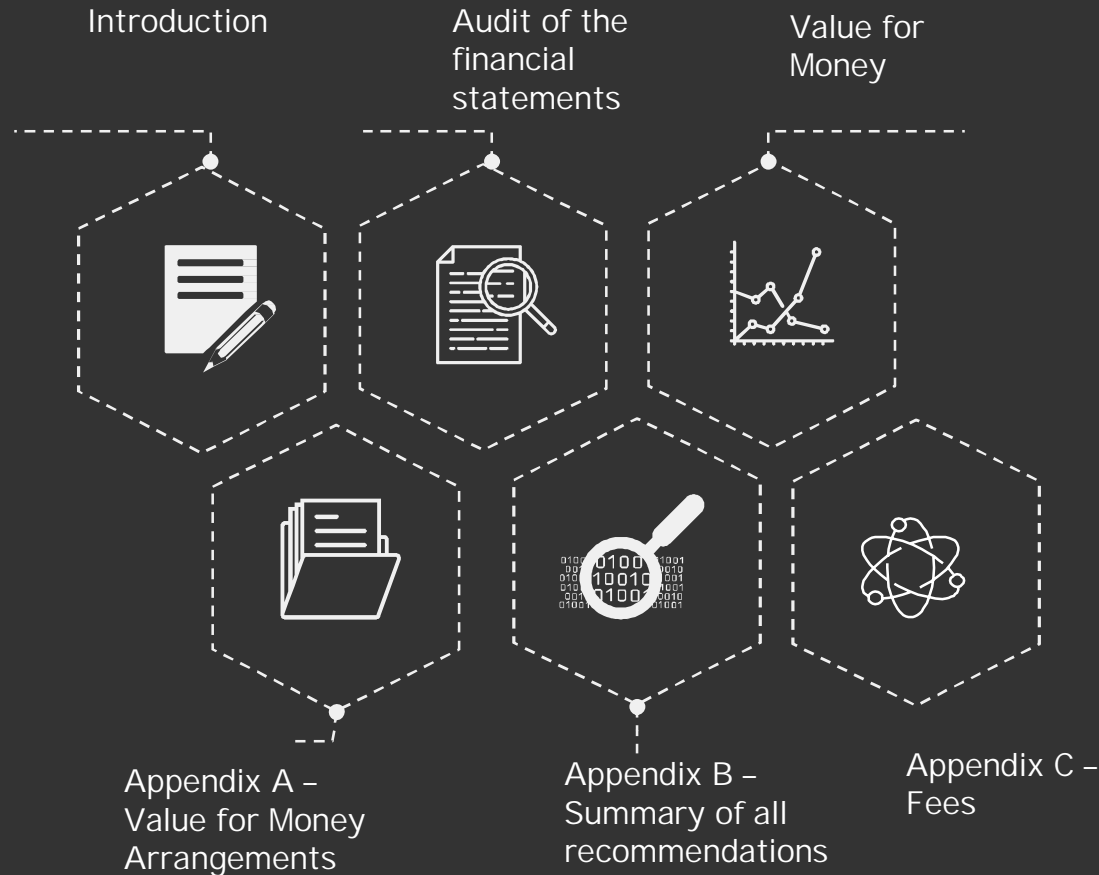 Introduction
Audit of the
financial
statements
Value for
Money
Appendix A –
Value for Money
Arrangements
Appendix B –
Summary of all
recommendations
Appendix C –
Fees